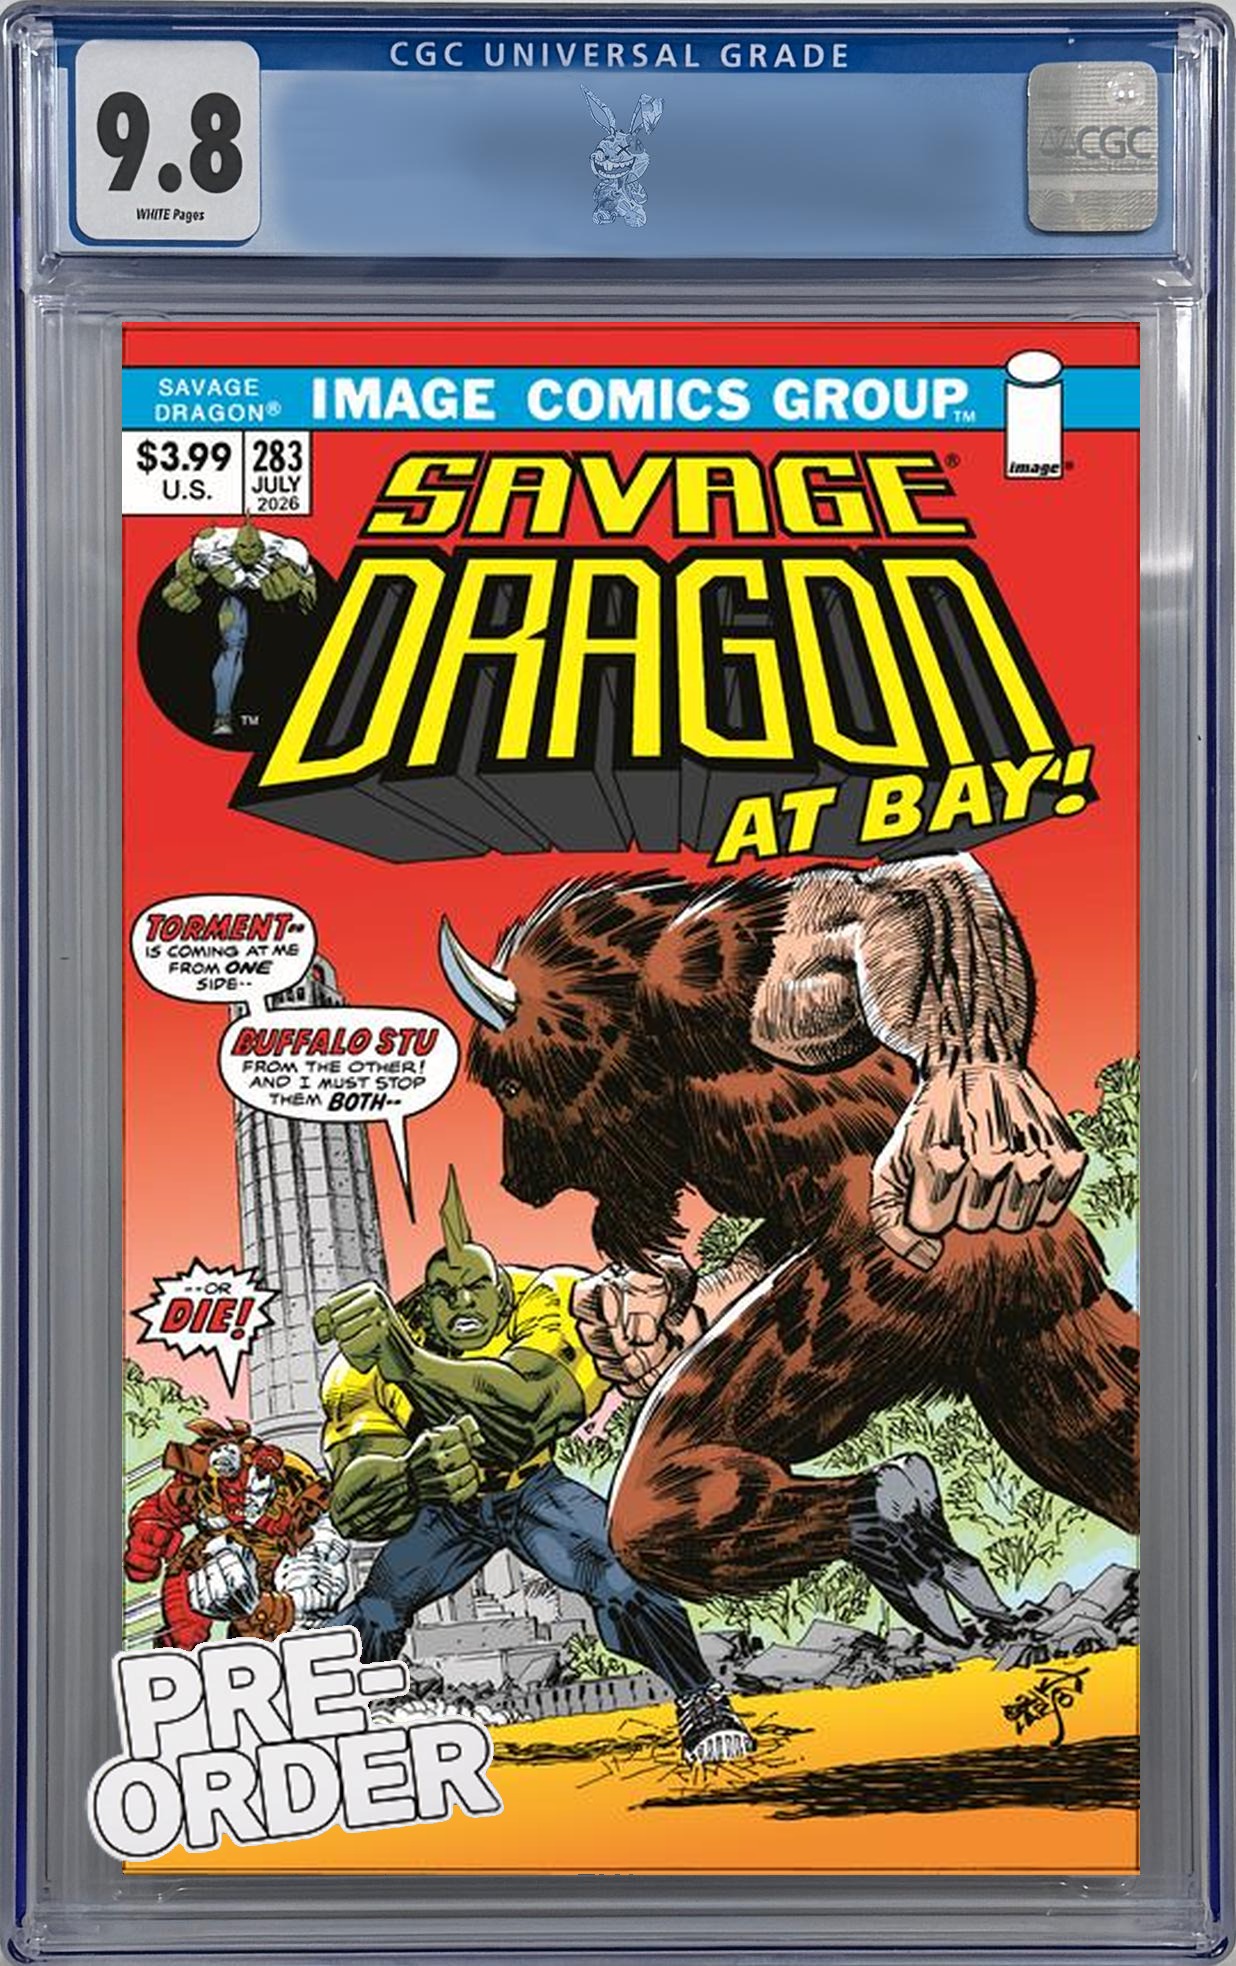 CGC UNIVERSAL GRADE
9.8
WHITE Pages
CGC
SAVAGE
DRAGON®
IMAGE COMICS GROUP™
image®
$3.99
U.S.
283
JULY
2026
SAVAGE®
DRAGON
AT BAY!
TM
TORMENT--
IS COMING AT ME
FROM ONE
SIDE--
BUFFALO STU
FROM THE OTHER!
AND I MUST STOP
THEM BOTH--
--OR
DIE!
PRE-
ORDER